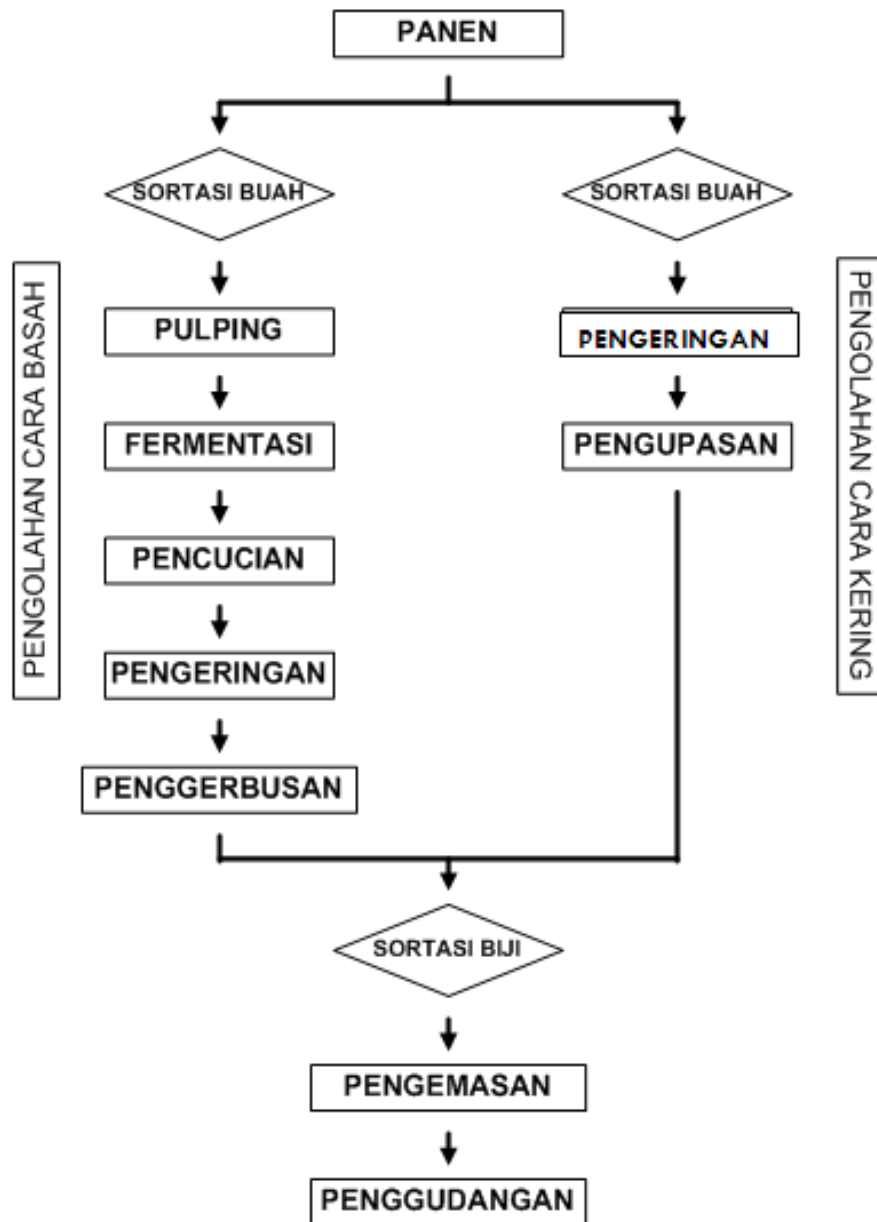 PANEN
SORTASI BUAH
SORTASI BUAH
PENGOLAHAN CARA BASAH
PULPING
FERMENTASI
PENCUCIAN
PENGERINGAN
PENGGERBUSAN
PENGERINGAN
PENGUPASAN
PENGOLAHAN CARA KERING
SORTASI BIJI
PENGEMASAN
PENGGUDANGAN